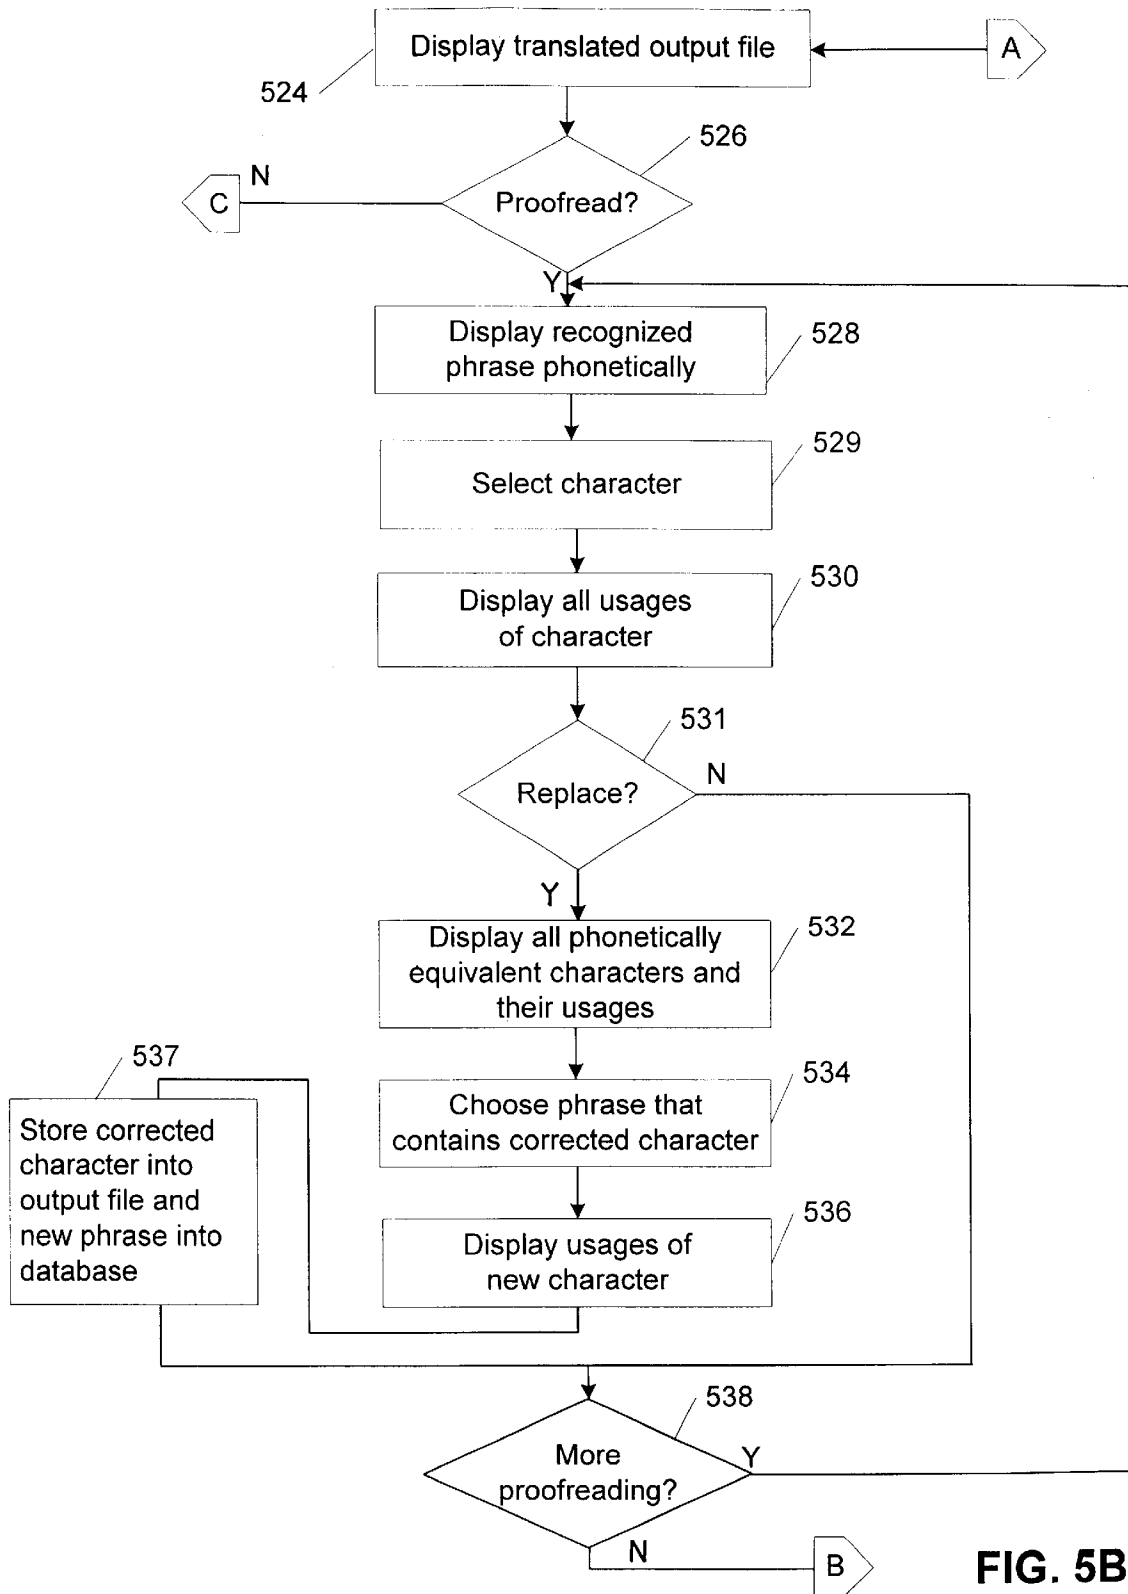 Display translated output file
A
524
526
N
C
Proofread?
Y
Display recognized
phrase phonetically
528
529
Select character
530
Display all usages
of character
531
N
Replace?
Y
532
Display all phonetically
equivalent characters and
their usages
537
534
Choose phrase that
contains corrected character
Store corrected
character into
output file and
new phrase into
database
536
Display usages of
new character
538
More
proofreading?
Y
N
B
FIG. 5B